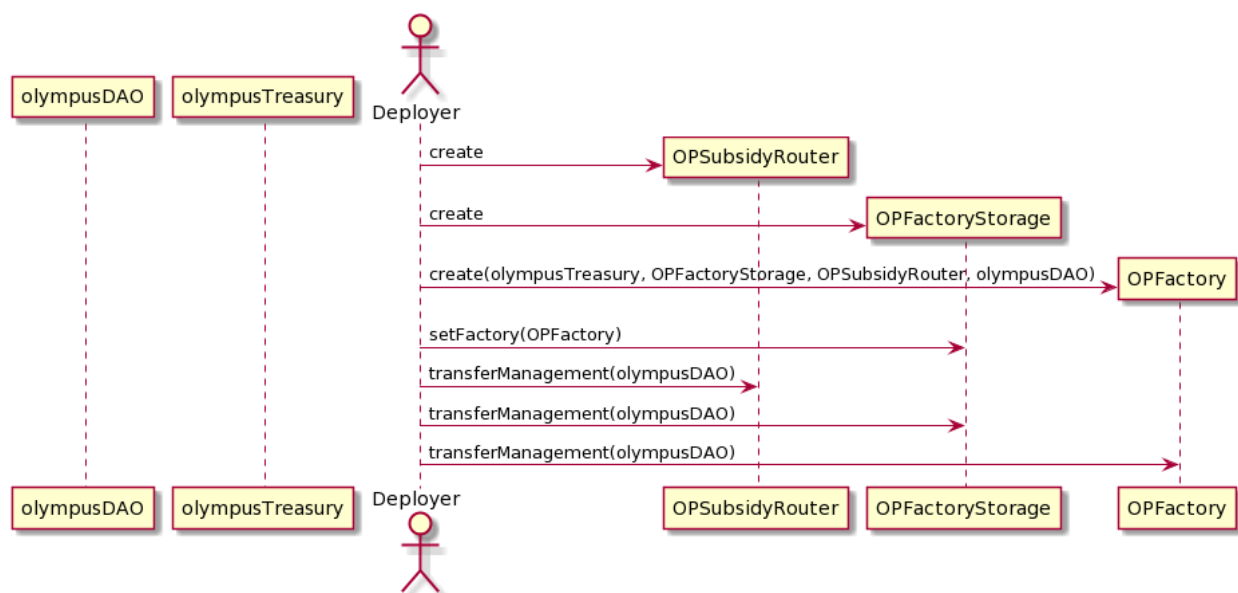 olympusDAO
olympusTreasury
Deployer
create
OPSubsidyRouter
create
OPFactoryStorage
create(olympusTreasury, OPFactoryStorage, OPSubsidyRouter, olympusDAO)
OPFactory
setFactory(OPFactory)
transferManagement(olympusDAO)
transferManagement(olympusDAO)
transferManagement(olympusDAO)
olympusDAO
olympusTreasury
Deployer
OPSubsidyRouter
OPFactoryStorage
OPFactory